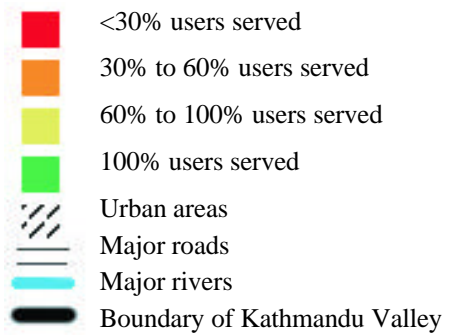 <30% users served
30% to 60% users served
60% to 100% users served
100% users served
Urban areas
Major roads
Major rivers
Boundary of Kathmandu Valley